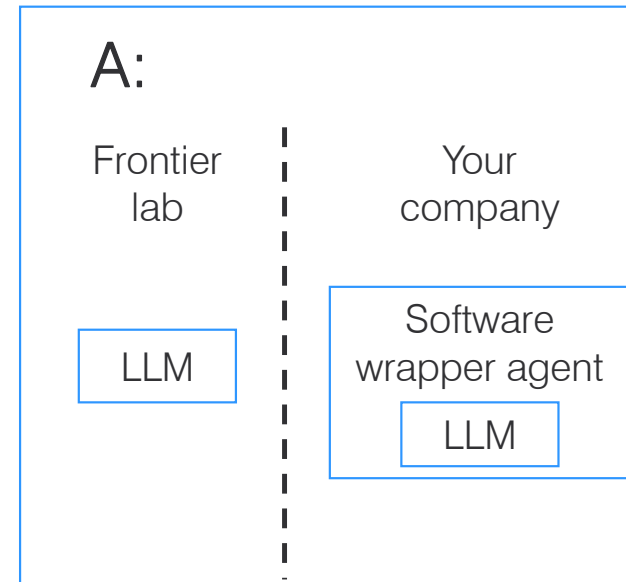 A:
Frontier
lab
Your
company
LLM
Software
wrapper agent
LLM